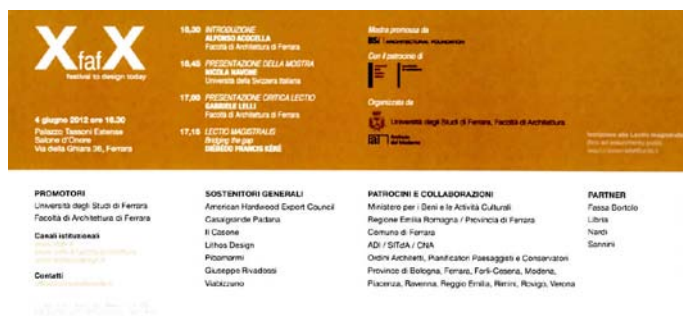 XfafX
festival to design today
4 giugno 2012 ore 16.30
Palazzo Tassoni Estense
Salone d'Onore
Via della Ghiara 36, Ferrara
16,30 INTRODUZIONE
ALFONSO ACOCELLA
Facoltà di Architettura di Ferrara
16,45 PRESENTAZIONE DELLA MOSTRA
NICOLA NAVONE
Università della Svizzera Italiana
17,00 PRESENTAZIONE CRITICA LECTIO
GABRIELE LELLI
Facoltà di Architettura di Ferrara
17,15 LECTIO MAGISTRALIS
Bridging the gap
DIÉBÉDO FRANCIS KÉRÉ
Mostra promossa da
BSI ARCHITECTURAL FOUNDATION
Con il patrocinio di
Organizzata da
Università degli Studi di Ferrara, Facoltà di Architettura
PROMOTORI
Università degli Studi di Ferrara
Facoltà di Architettura di Ferrara
Canali istituzionali
Contatti
SOSTENITORI GENERALI
American Hardwood Export Council
Casalgrande Padana
Il Casone
Lithos Design
Pibamarmi
Giuseppe Rivadossi
Viabizzuno
PATROCINI E COLLABORAZIONI
Ministero per i Beni e le Attività Culturali
Regione Emilia Romagna / Provincia di Ferrara
Comune di Ferrara
ADI / SITdA / CNA
Ordini Architetti, Pianificatori Paesaggisti e Conservatori
Province di Bologna, Ferrara, Forlì-Cesena, Modena,
Piacenza, Ravenna, Reggio Emilia, Rimini, Rovigo, Verona
PARTNER
Fassa Bortolo
Libria
Nardi
Sannini